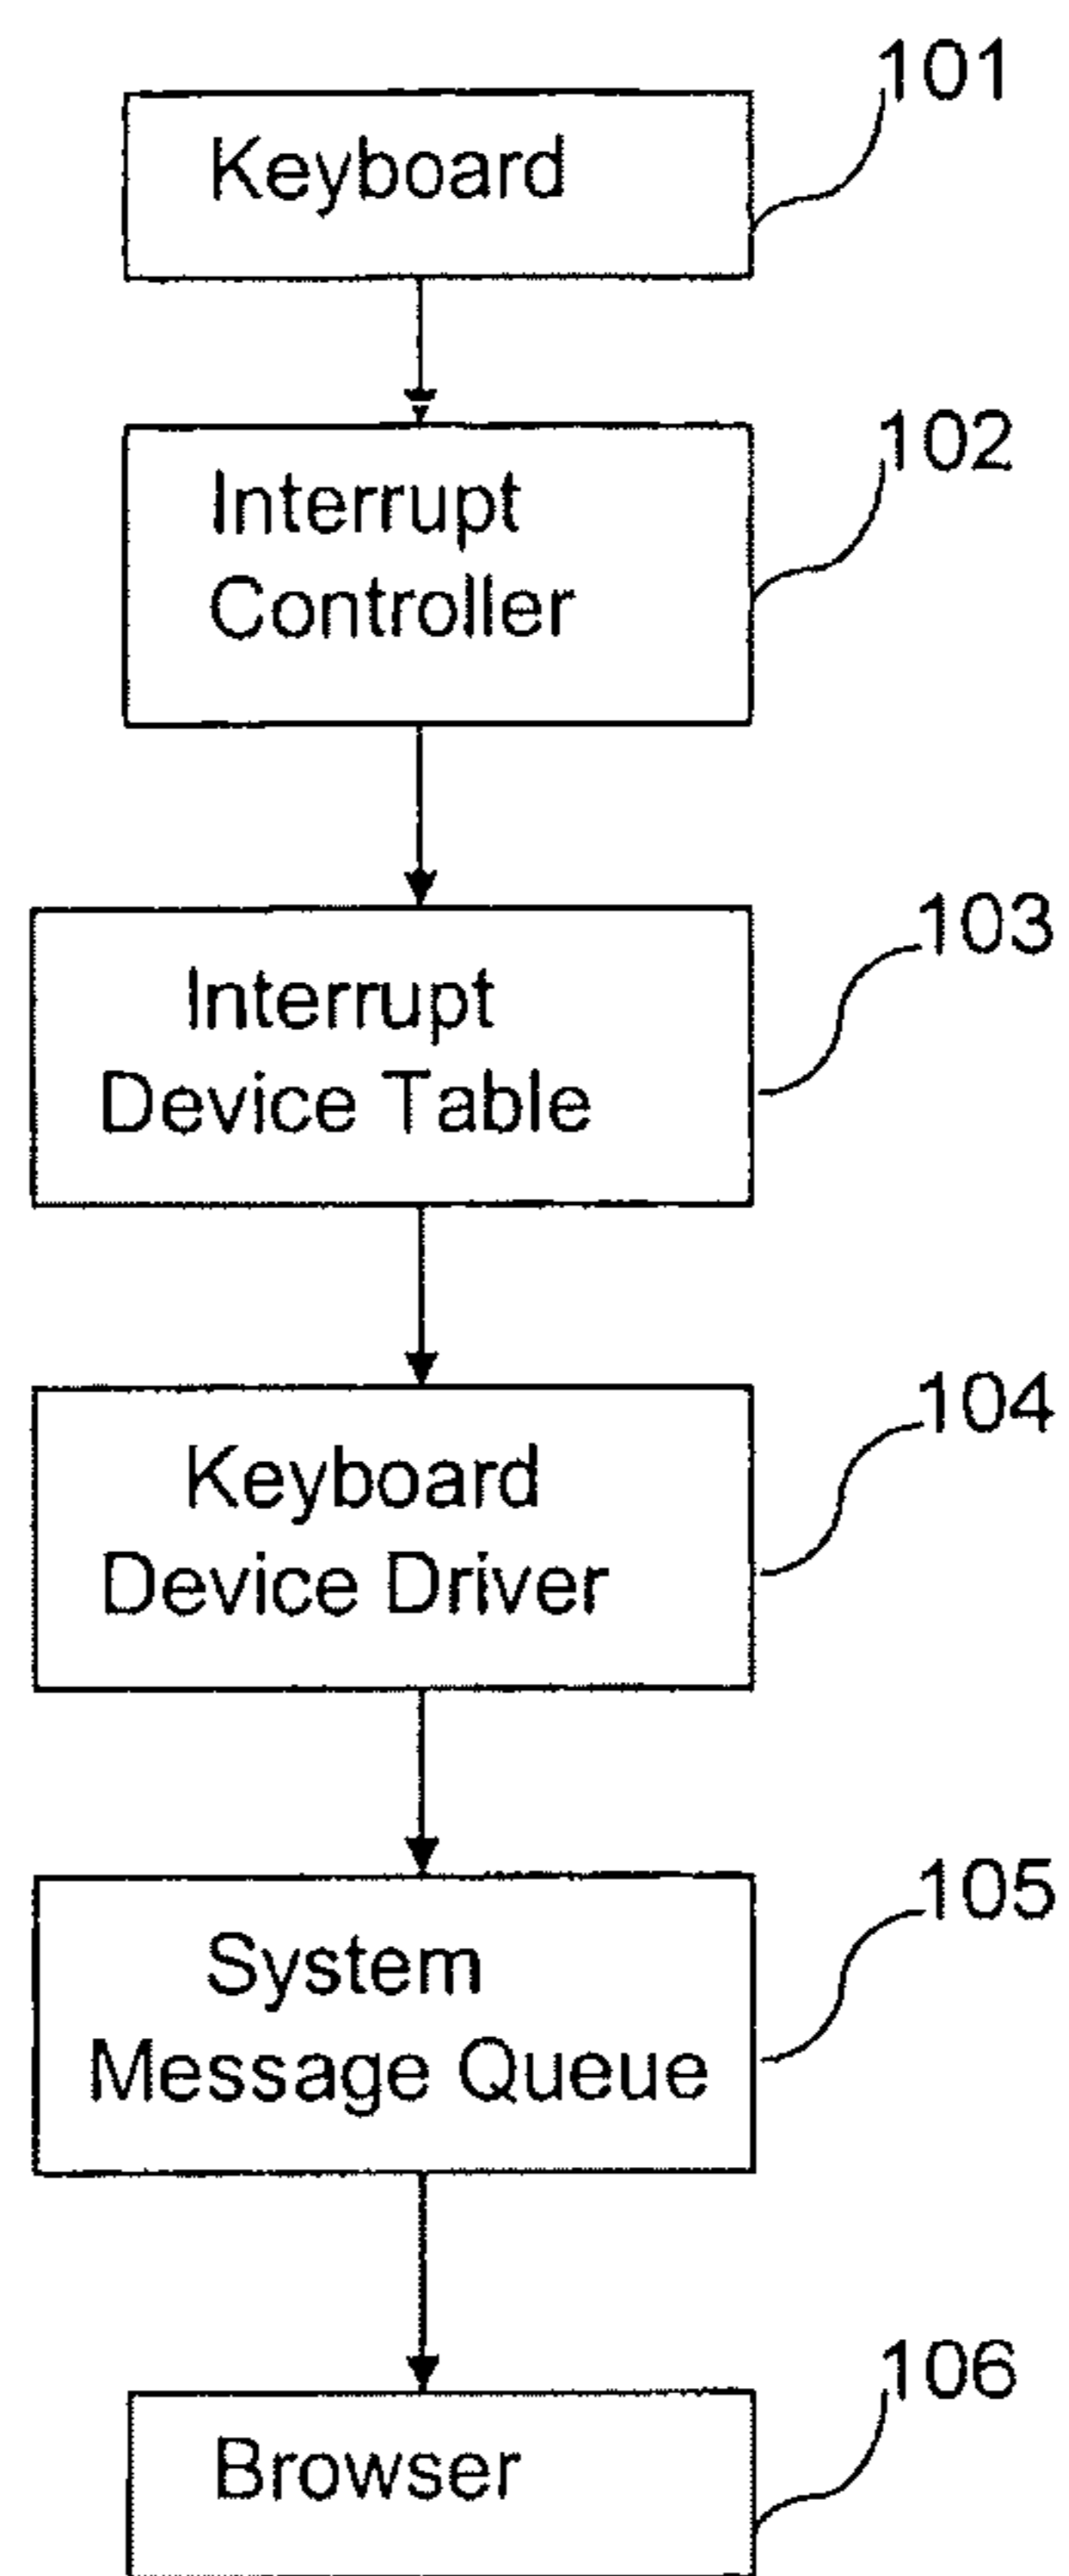 101
Keyboard
102
Interrupt
Controller
103
Interrupt
Device Table
104
Keyboard
Device Driver
105
System
Message Queue
106
Browser